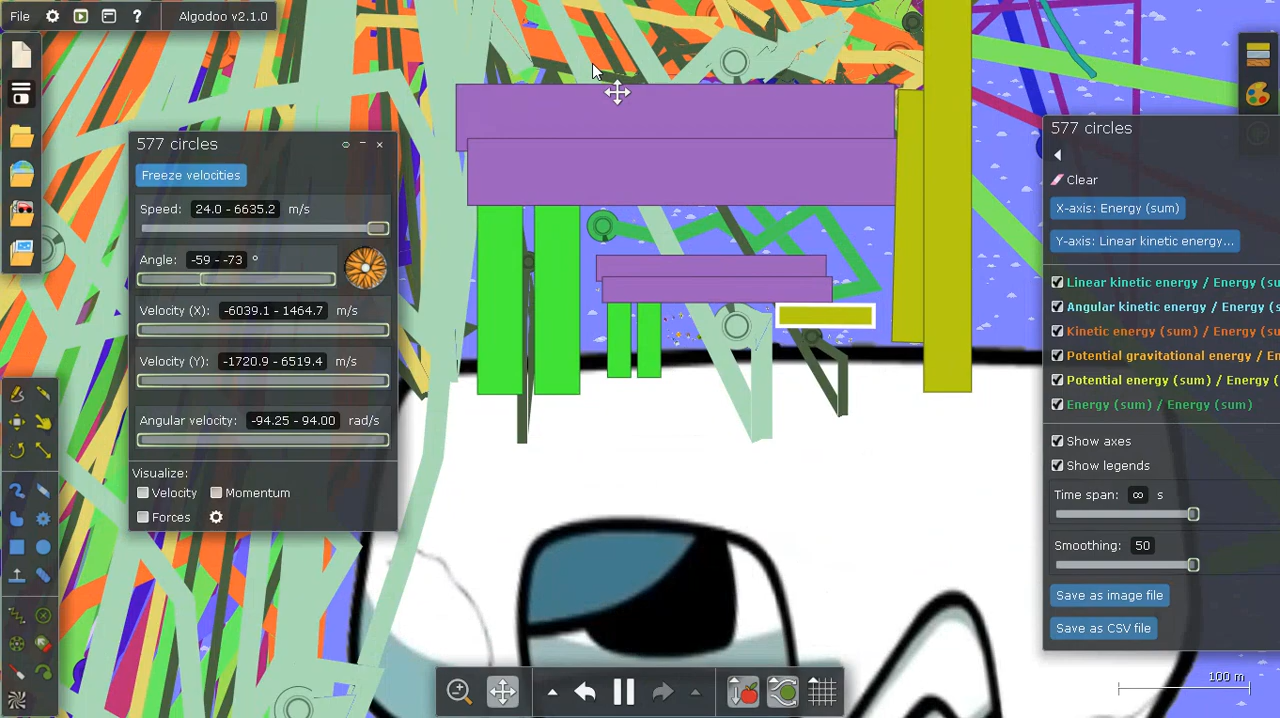 File
?
Algodoo v2.1.0
577 circles
Freeze velocities
Speed: 24.0 - 6635.2 m/s
Angle: -59 - -73 °
Velocity (X): -6039.1 - 1464.7 m/s
Velocity (Y): -1720.9 - 6519.4 m/s
Angular velocity: -94.25 - 94.00 rad/s
Visualize:
Velocity Momentum
Forces
577 circles
Clear
X-axis: Energy (sum)
Y-axis: Linear kinetic energy...
Linear kinetic energy / Energy (su
Angular kinetic energy / Energy (s
Kinetic energy (sum) / Energy (su
Potential gravitational energy / En
Potential energy (sum) / Energy (
Energy (sum) / Energy (sum)
Show axes
Show legends
Time span: ∞ s
Smoothing: 50
Save as image file
Save as CSV file
100 m